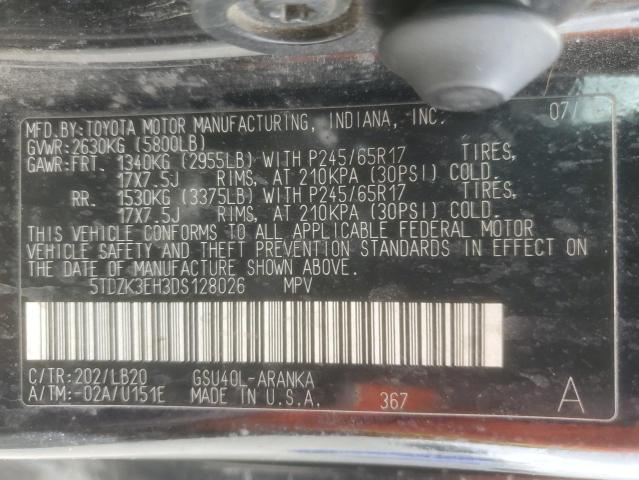 MFD.BY:TOYOTA MOTOR MANUFACTURING, INDIANA, INC. 07/
GVWR:2630KG (5800LB)
GAWR:FRT. 1340KG (2955LB) WITH P245/65R17 TIRES,
17X7.5J RIMS, AT 210KPA (30PSI) COLD.
RR. 1530KG (3375LB) WITH P245/65R17 TIRES,
17X7.5J RIMS, AT 210KPA (30PSI) COLD.
THIS VEHICLE CONFORMS TO ALL APPLICABLE FEDERAL MOTOR
VEHICLE SAFETY AND THEFT PREVENTION STANDARDS IN EFFECT ON
THE DATE OF MANUFACTURE SHOWN ABOVE.
5TDZK3EH3DS128026 MPV
C/TR:202/LB20 GSU40L-ARANKA
A/TM:-02A/U151E MADE IN U.S.A. 367 A